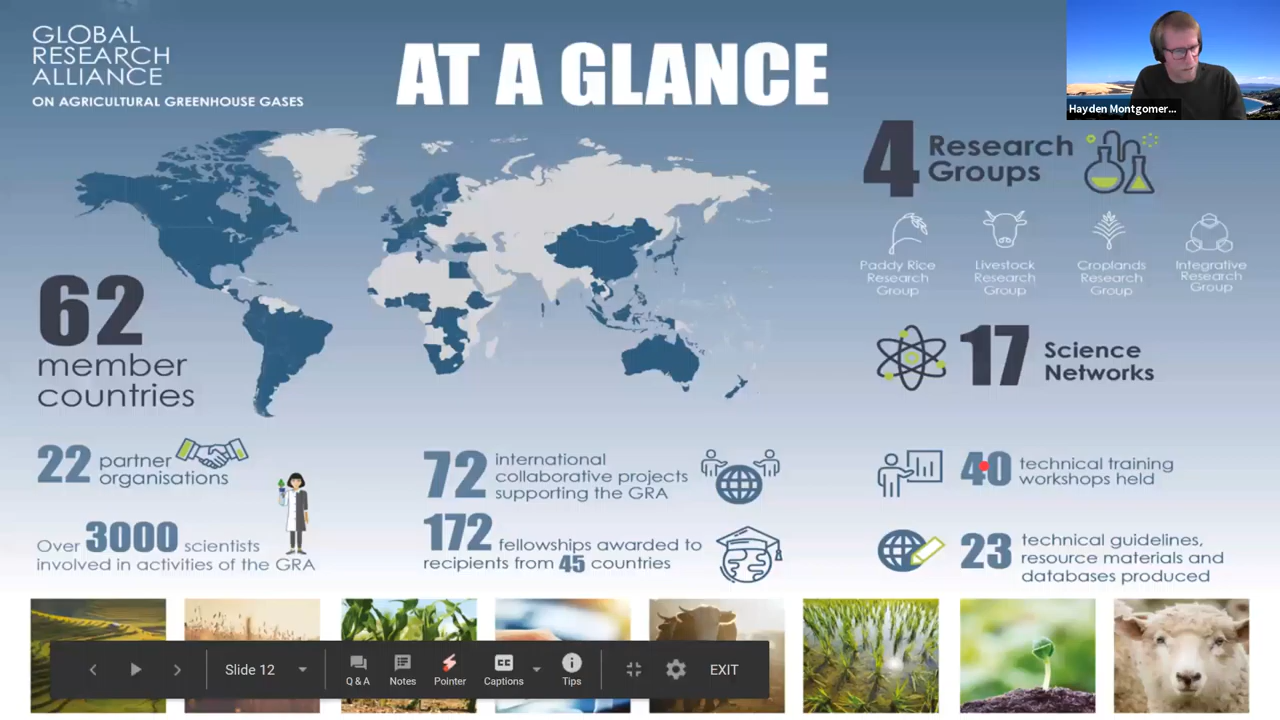 GLOBAL
RESEARCH
ALLIANCE
ON AGRICULTURAL GREENHOUSE GASES
AT A GLANCE
Hayden Montgomer...
4 Research
Groups
Paddy Rice
Research
Group
Livestock
Research
Group
Croplands
Research
Group
Integrative
Research
Group
62
member
countries
17 Science
Networks
22 partner
organisations
Over 3000 scientists
involved in activities of the GRA
72 international
collaborative projects
supporting the GRA
172 fellowships awarded to
recipients from 45 countries
40 technical training
workshops held
23 technical guidelines,
resource materials and
databases produced
Slide 12
Q & A
Notes
Pointer
CC
Captions
Tips
EXIT